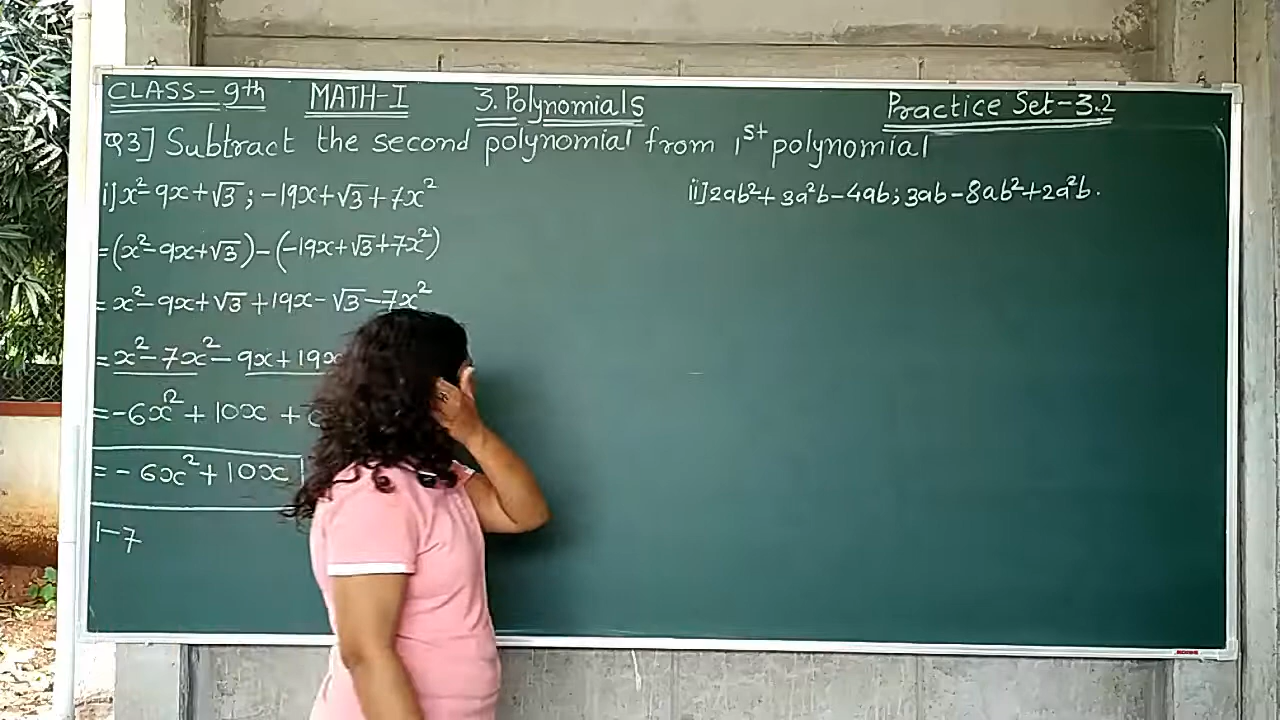 CLASS-9th MATH-I 3. Polynomials Practice Set-3.2
Q3] Subtract the second polynomial from 1st polynomial
i] x²-9x+√3 ; -19x+√3+7x²
=(x²-9x+√3)-(-19x+√3+7x²)
= x²-9x+√3+19x-√3-7x²
= x²-7x²-9x+19x
=-6x²+10x+
=-6x²+10x
1-7
ii] 2ab²+3a²b-4ab; 3ab-8ab²+2a²b.